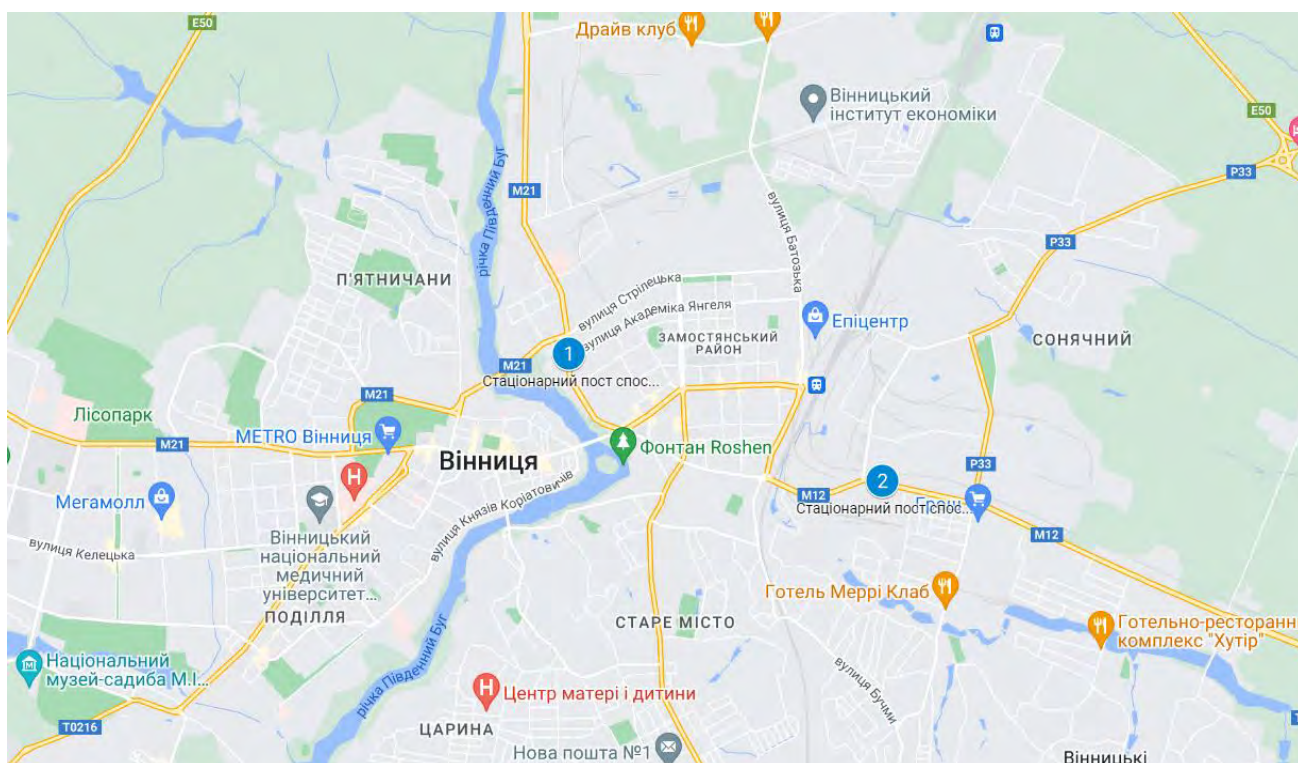 E50
Драйв клуб
Вінницький
інститут економіки
E50
P33
M21
річка Південний Буг
вулиця Батозька
P33
П'ЯТНИЧАНИ
вулиця Стрілецька
вулиця Академіка Янгеля
Епіцентр
ЗАМОСТЯНСЬКИЙ
РАЙОН
СОНЯЧНИЙ
1
M21
Стаціонарний пост спос...
M21
Лісопарк
METRO Вінниця
M21
Вінниця
Фонтан Roshen
P33
2
M12
Стаціонарний пост спос...
Мегамолл
вулиця Князів Коріатовичів
M12
вулиця Келецька
Вінницький
національний
медичний
університет...
Готель Меррі Клаб
ПОДІЛЛЯ
СТАРЕ МІСТО
Готельно-ресторанн
комплекс "Хутір"
Національний
музей-садиба М.І...
річка Південний Буг
Центр матері і дитини
вулиця Бучми
T0216
ЦАРИНА
Нова пошта №1
Вінницькі